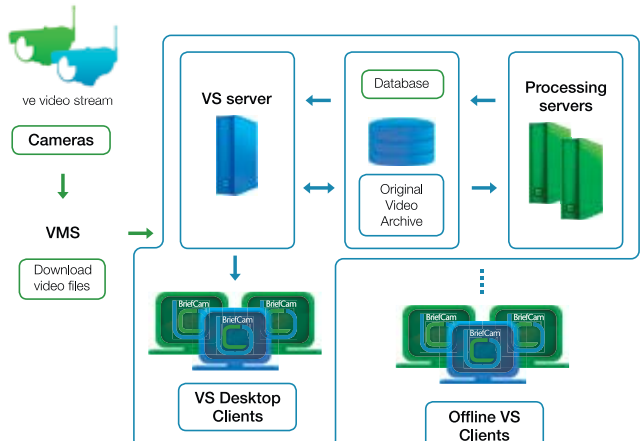 ve video stream
Cameras
VMS
Download
video files
VS server
Database
Original
Video
Archive
Processing
servers
BriefCam
BriefCam
BriefCam
VS Desktop
Clients
BriefCam
BriefCam
BriefCam
Offline VS
Clients